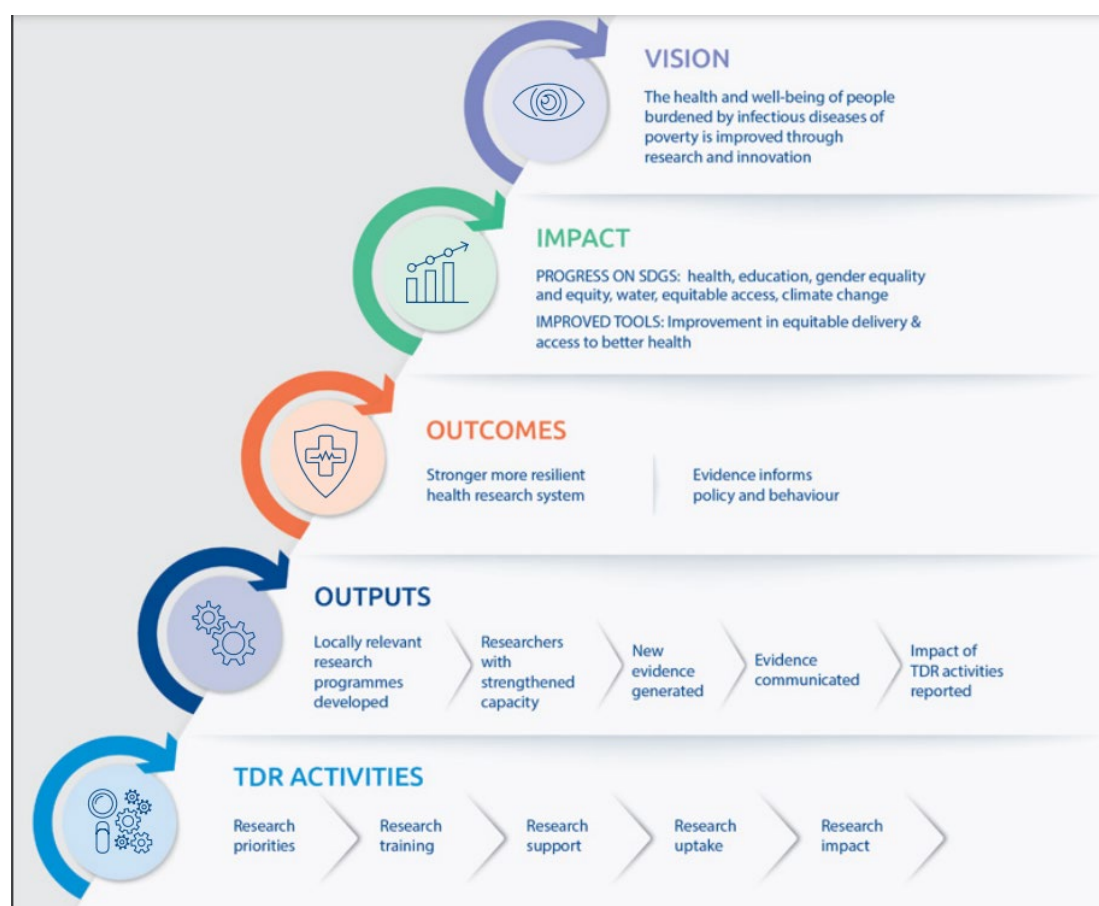 VISION
The health and well-being of people
burdened by infectious diseases of
poverty is improved through
research and innovation
IMPACT
PROGRESS ON SDGS: health, education, gender equality
and equity, water, equitable access, climate change
IMPROVED TOOLS: Improvement in equitable delivery &
access to better health
OUTCOMES
Stronger more resilient
health research system
Evidence informs
policy and behaviour
OUTPUTS
Locally relevant
research
programmes
developed
Researchers
with
strengthened
capacity
New
evidence
generated
Evidence
communicated
Impact of
TDR activities
reported
TDR ACTIVITIES
Research
priorities
Research
training
Research
support
Research
uptake
Research
impact